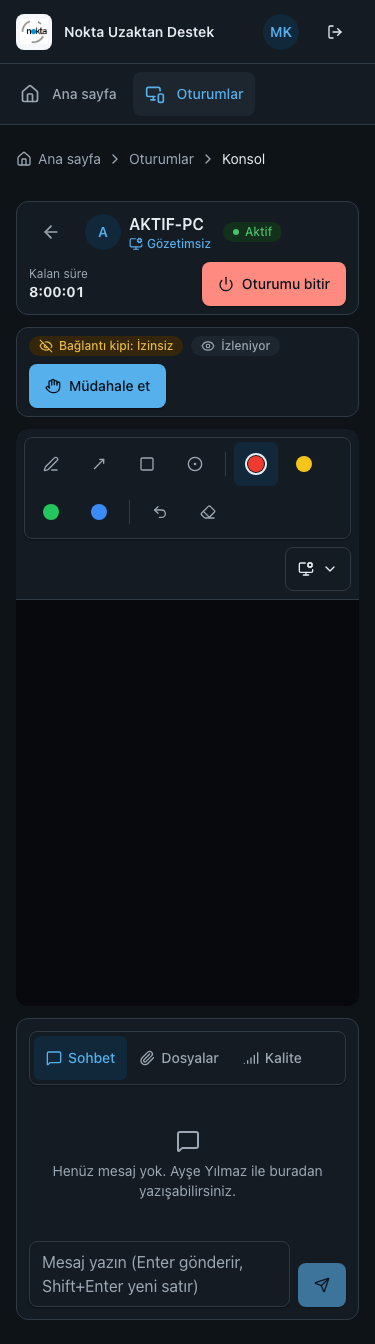 nokta
Nokta Uzaktan Destek
MK
Ana sayfa
Oturumlar
Ana sayfa
Oturumlar
Konsol
A
AKTIF-PC
Gözetimsiz
Aktif
Kalan süre
8:00:01
Oturumu bitir
Bağlantı kipi: İzinsiz
İzleniyor
Müdahale et
Sohbet
Dosyalar
Kalite
Henüz mesaj yok. Ayşe Yılmaz ile buradan
yazışabilirsiniz.
Mesaj yazın (Enter gönderir,
Shift+Enter yeni satır)